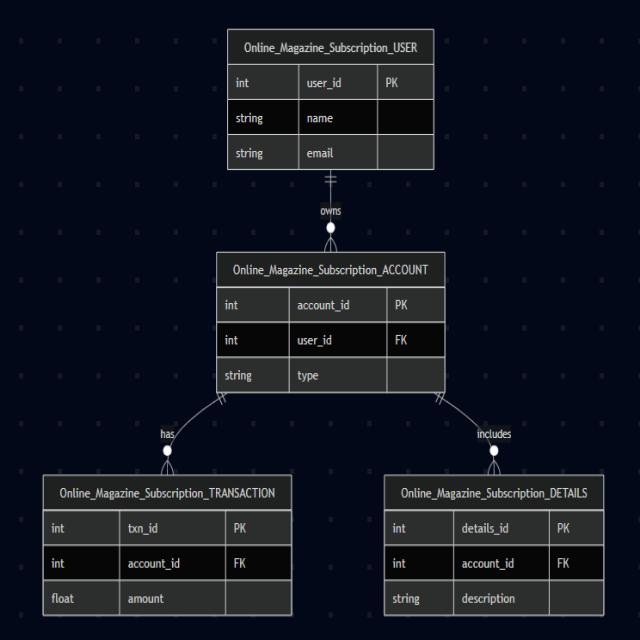 Online_Magazine_Subscription_USER
int user_id PK
string name
string email
owns
Online_Magazine_Subscription_ACCOUNT
int account_id PK
int user_id FK
string type
has
includes
Online_Magazine_Subscription_TRANSACTION
int txn_id PK
int account_id FK
float amount
Online_Magazine_Subscription_DETAILS
int details_id PK
int account_id FK
string description